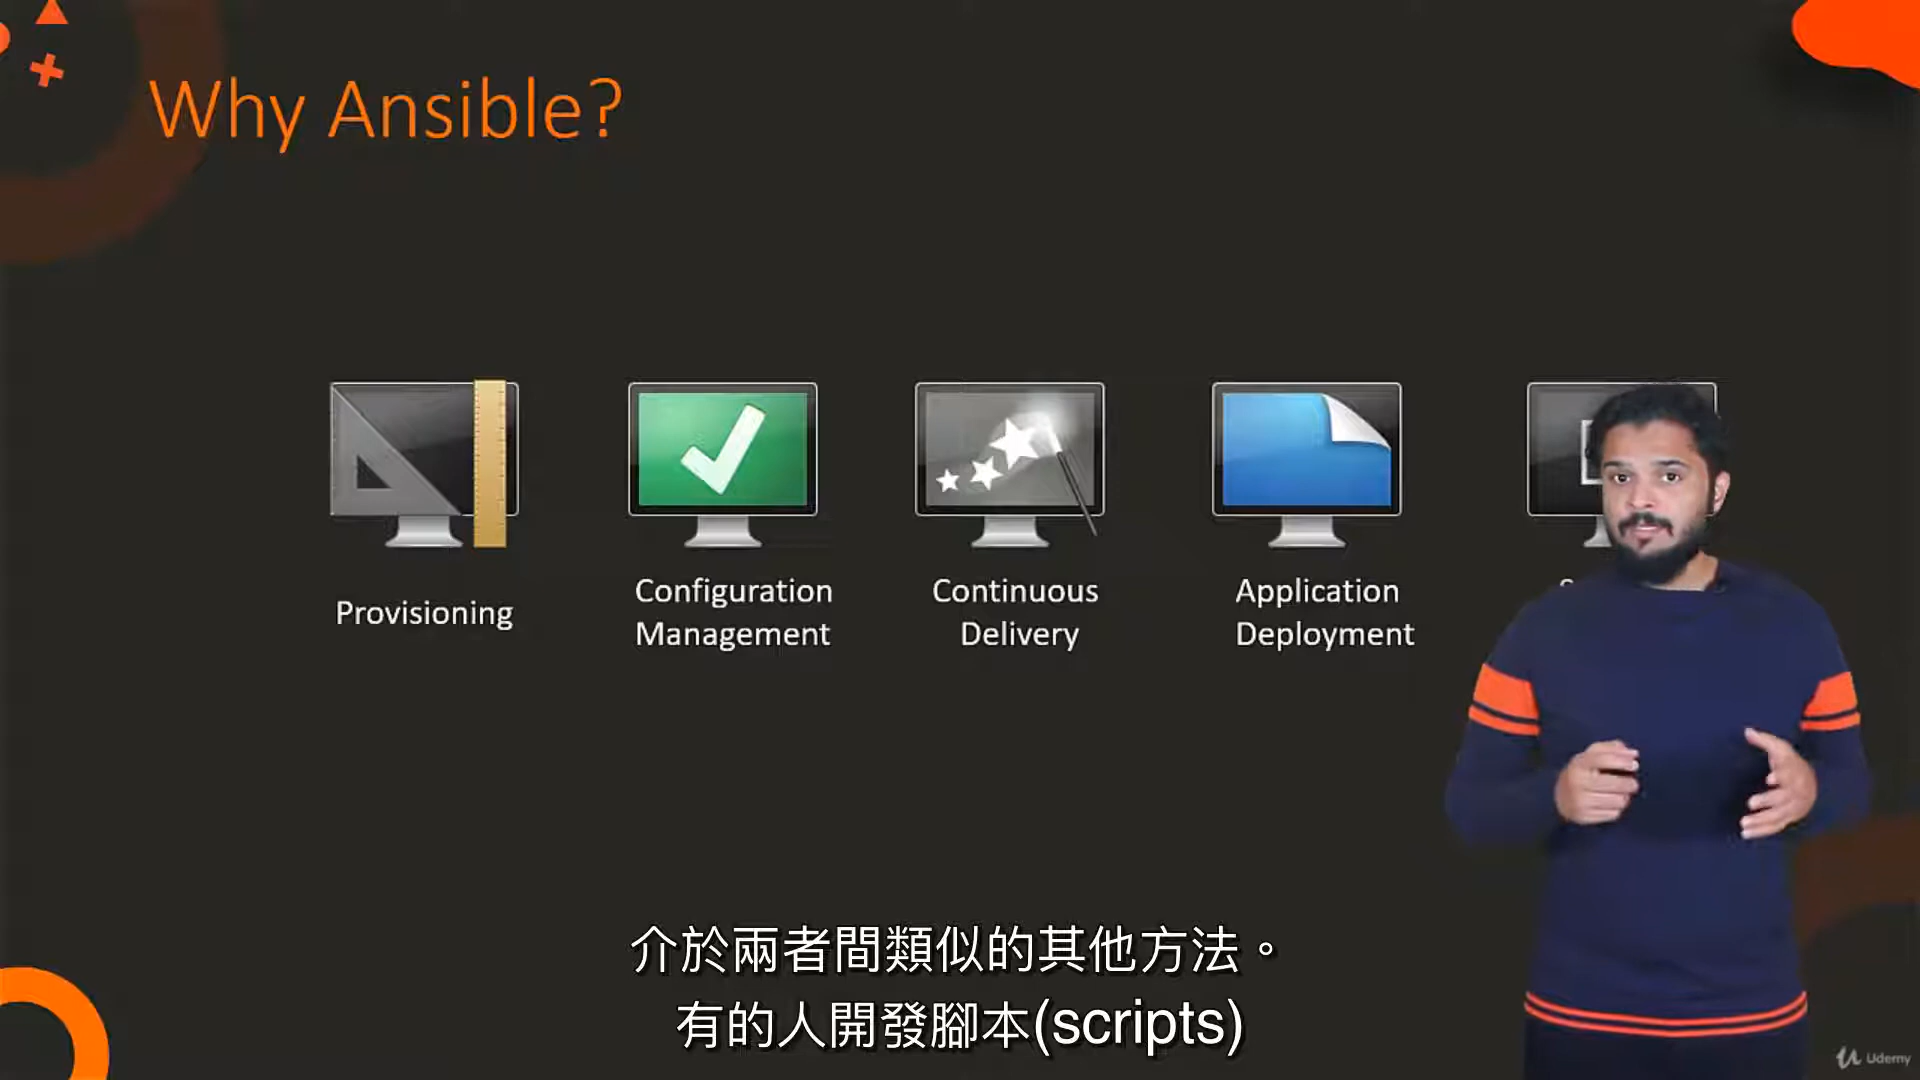 Why Ansible?
Provisioning
Configuration
Management
Continuous
Delivery
Application
Deployment
介於兩者間類似的其他方法。
有的人開發腳本(scripts)
Udemy